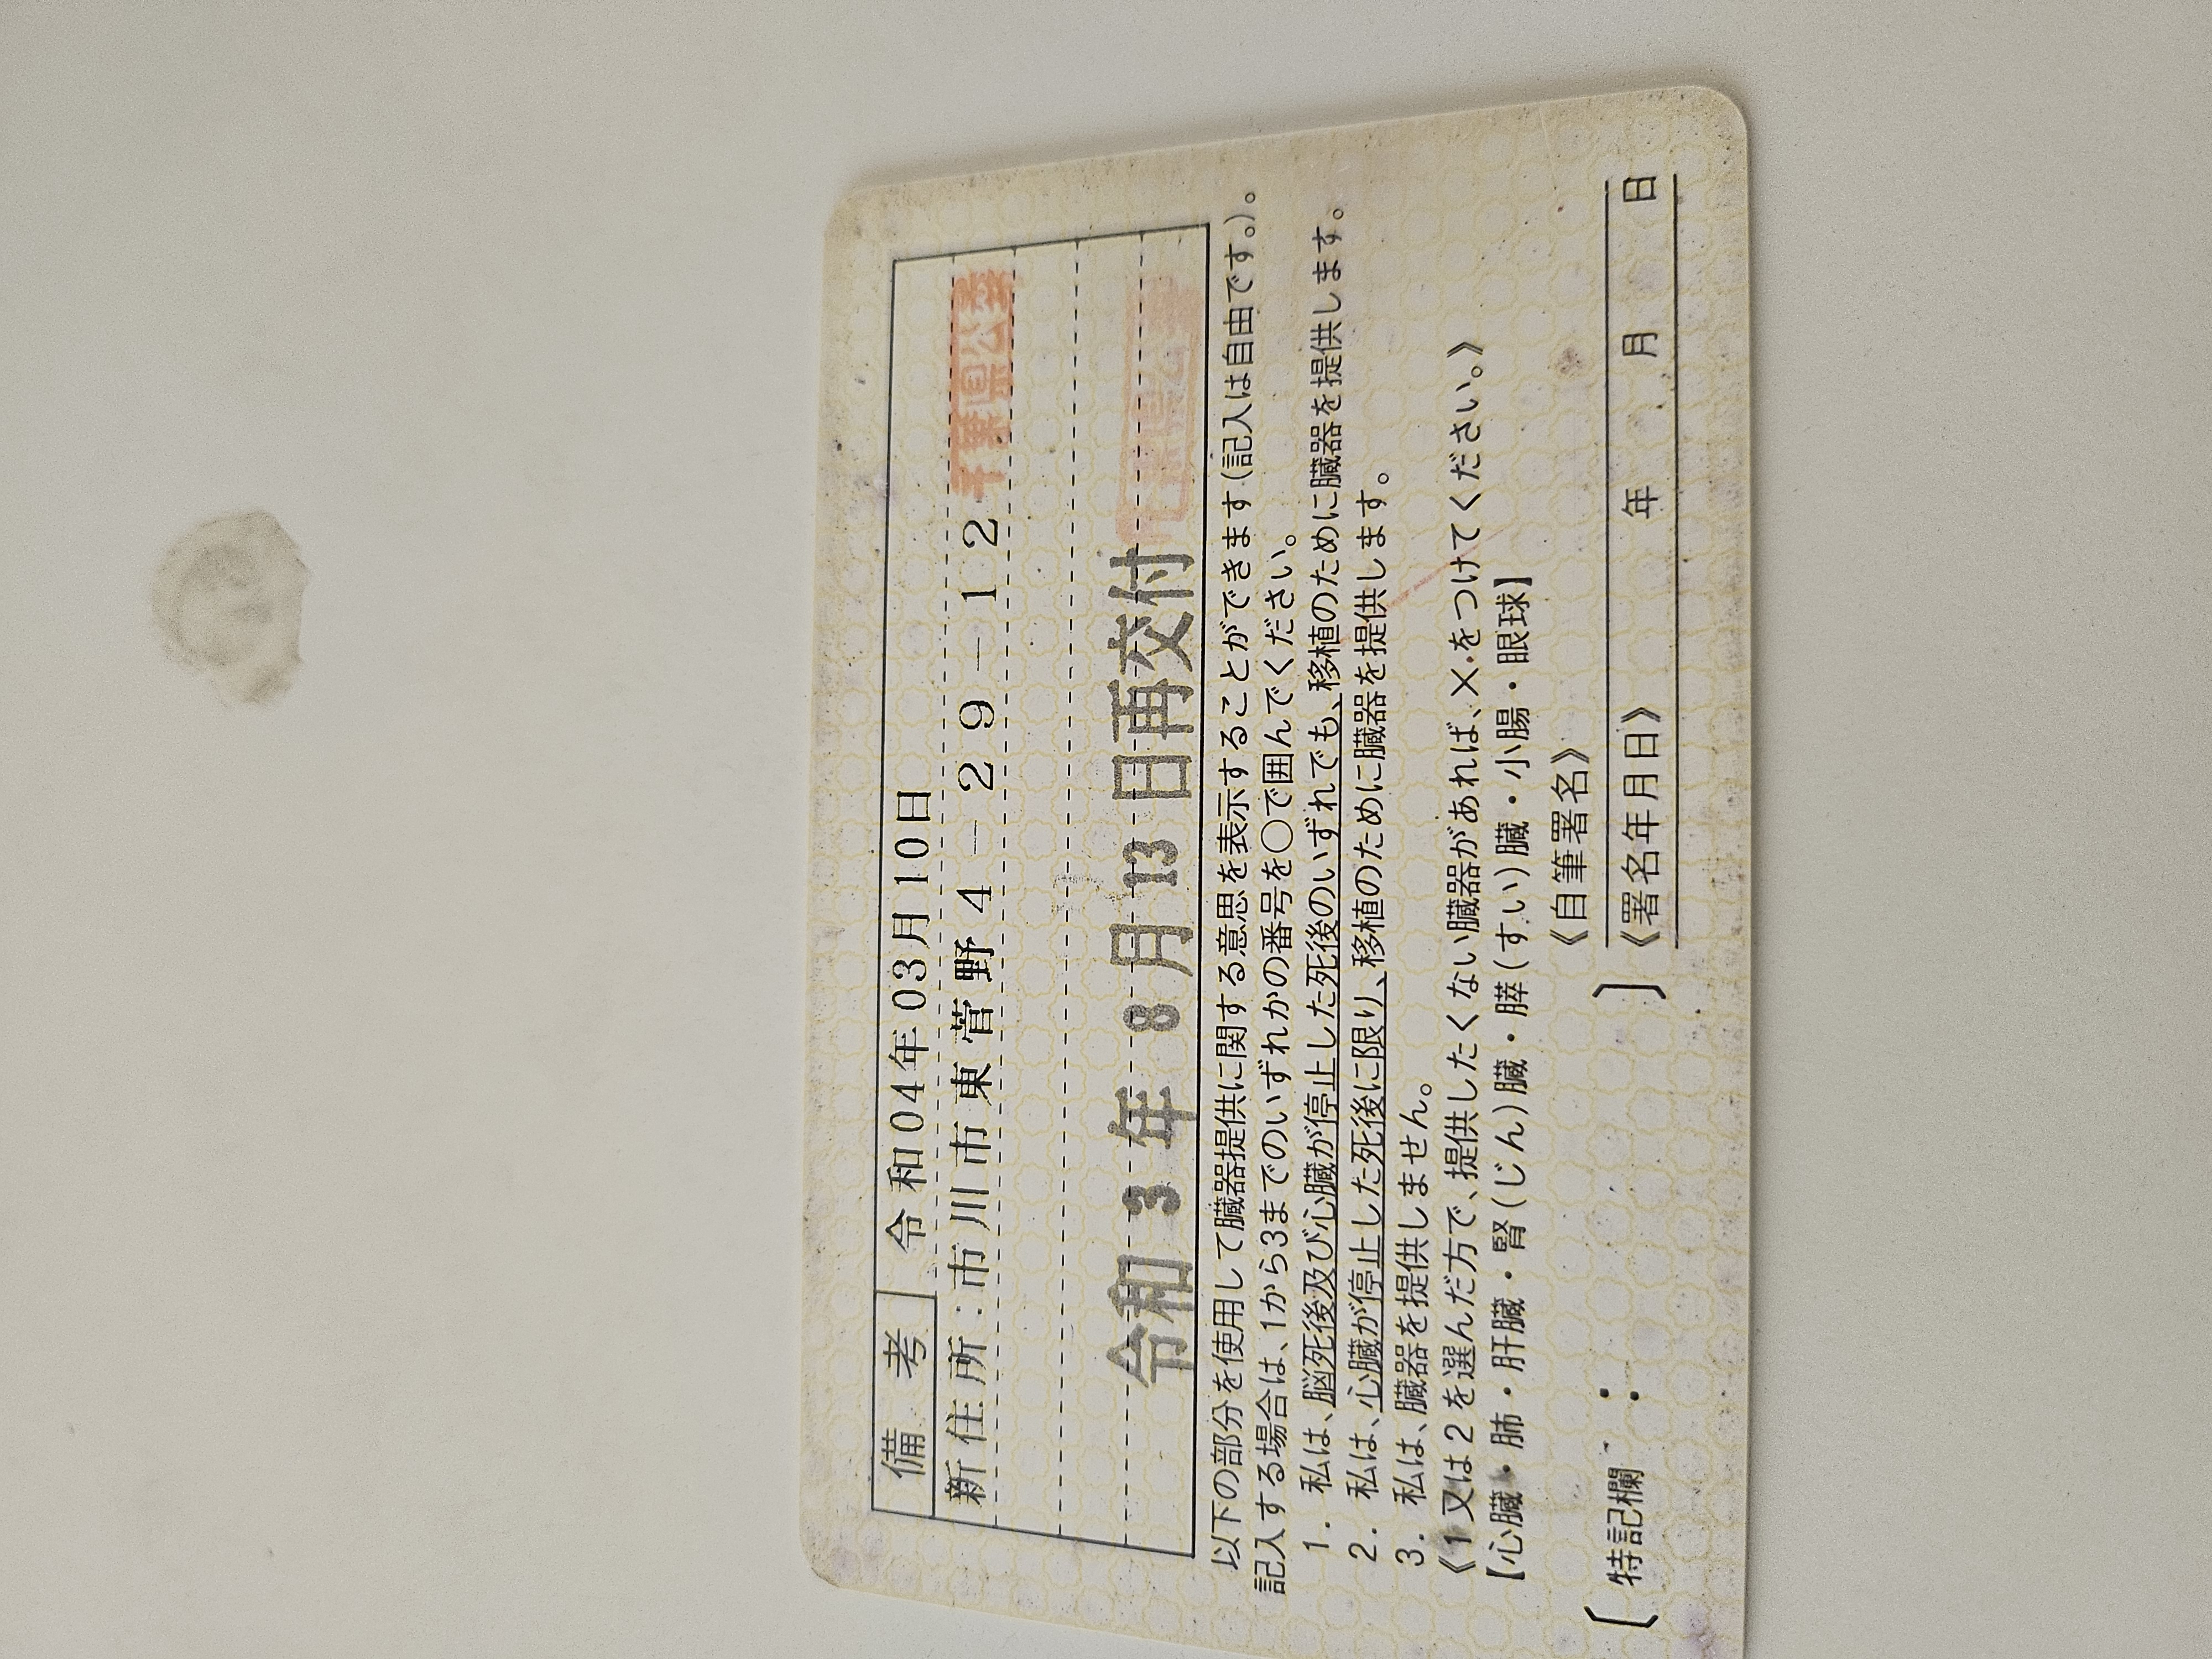 備考 令和04年03月10日
新住所：市川市東菅野4－29－12 千葉県公委
令和3年8月13日再交付
以下の部分を使用して臓器提供に関する意思を表示することができます(記入は自由です。)。
記入する場合は、1から3までのいずれかの番号を○で囲んでください。
1. 私は、脳死後及び心臓が停止した死後のいずれでも、移植のために臓器を提供します。
2. 私は、心臓が停止した死後に限り、移植のために臓器を提供します。
3. 私は、臓器を提供しません。
《1又は2を選んだ方で、提供したくない臓器があれば、×をつけてください。》
【心臓・肺・肝臓・腎(じん)臓・膵(すい)臓・小腸・眼球】
〔特記欄：　〕
《自筆署名》
《署名年月日》 年 月 日